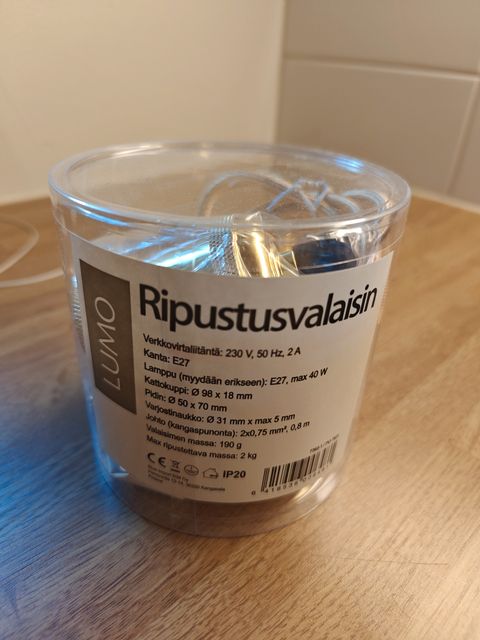 LUMO
Ripustusvalaisin
Verkkovirtaliitäntä: 230 V, 50 Hz, 2 A
Kanta: E27
Lamppu (myydään erikseen): E27, max 40 W
Kattokuppi: Ø 98 x 18 mm
Pidin: Ø 50 x 70 mm
Varjostinaukko: Ø 31 mm x max 5 mm
Johto (kangaspunonta): 2x0,75 mm², 0,8 m
Valaisimen massa: 190 g
Max ripustettava massa: 2 kg
CE IP20
Kangasala